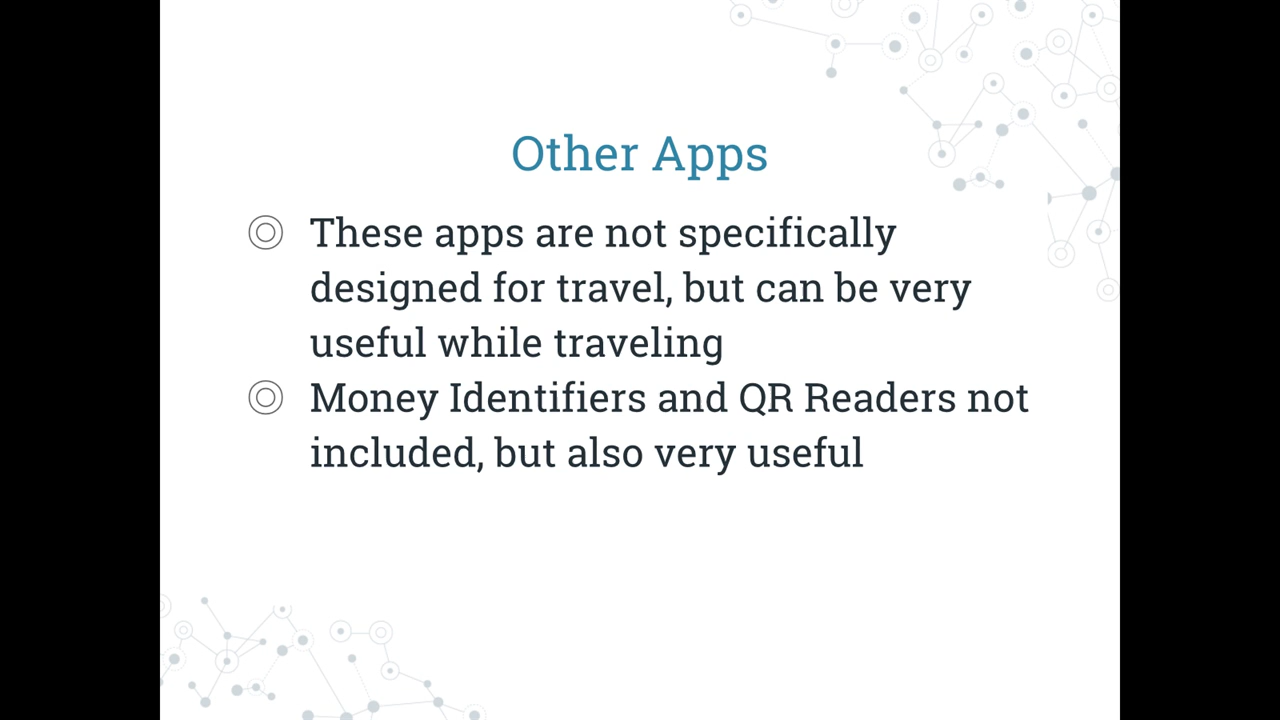 Other Apps
These apps are not specifically
designed for travel, but can be very
useful while traveling
Money Identifiers and QR Readers not
included, but also very useful